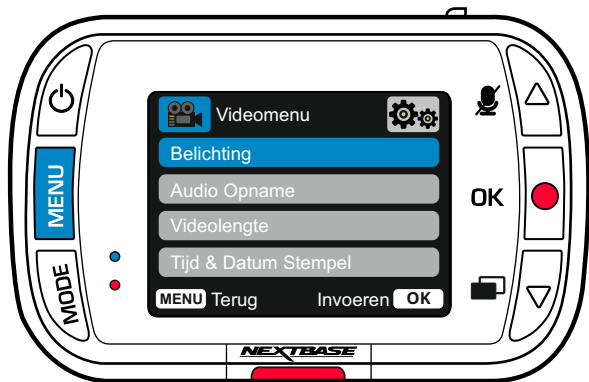 Videomenu
Belichting
MENU
Audio Opname
OK
Videolengte
Tijd & Datum Stempel
MODE
MENU Terug Invoeren OK
NEXTBASE